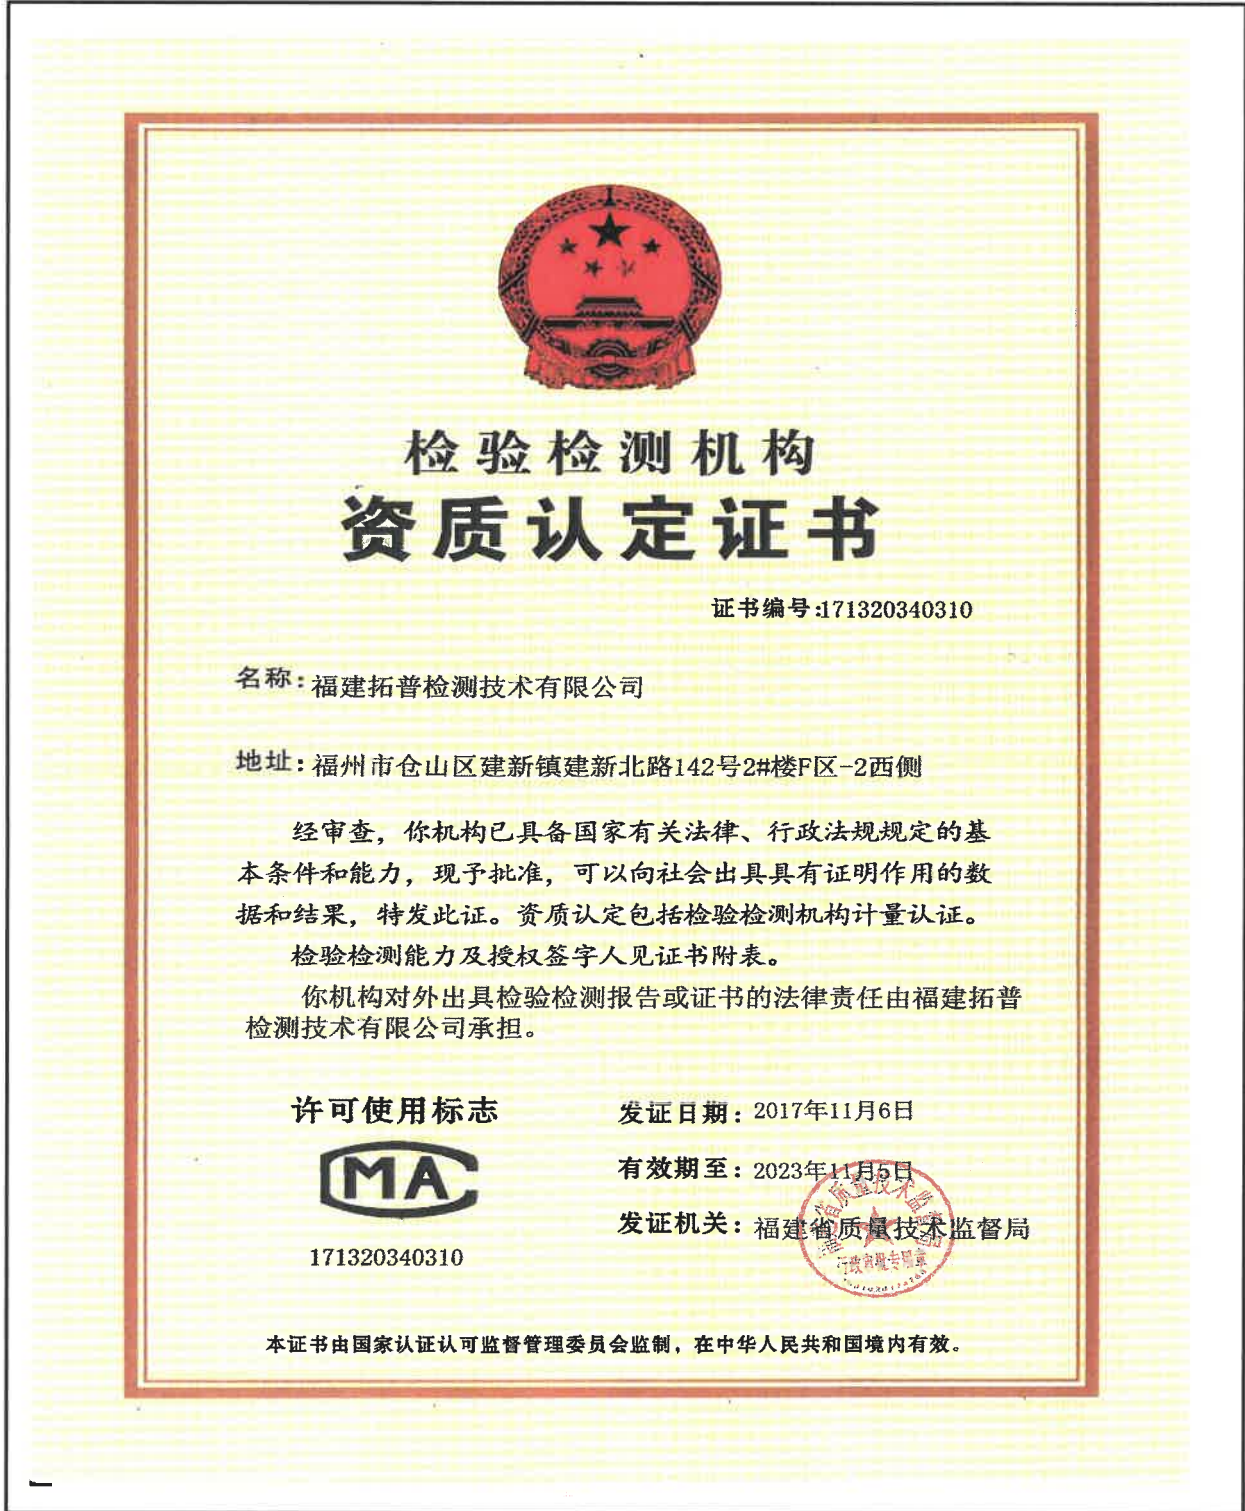 检验检测机构
资质认定证书
证书编号:171320340310
名称：福建拓普检测技术有限公司
地址：福州市仓山区建新镇建新北路142号2#楼F区-2西侧
经审查，你机构已具备国家有关法律、行政法规规定的基
本条件和能力，现予批准，可以向社会出具具有证明作用的数
据和结果，特发此证。资质认定包括检验检测机构计量认证。
检验检测能力及授权签字人见证书附表。
你机构对外出具检验检测报告或证书的法律责任由福建拓普
检测技术有限公司承担。
许可使用标志
MA
171320340310
发证日期：2017年11月6日
有效期至：2023年11月5日
发证机关：福建省质量技术监督局
行政审批专用章
本证书由国家认证认可监督管理委员会监制，在中华人民共和国境内有效。